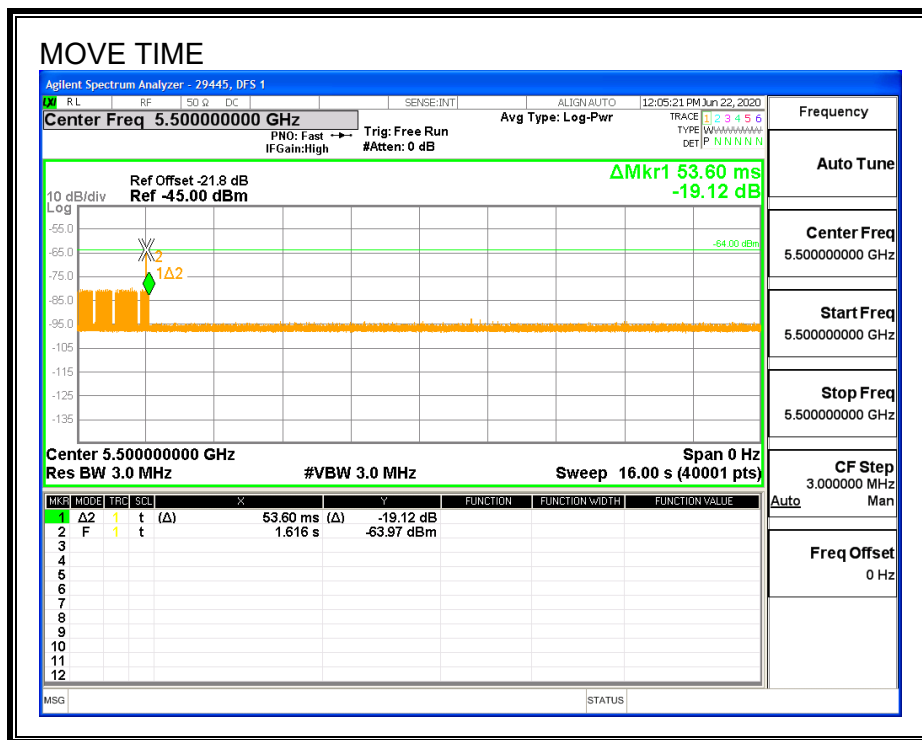 MOVE TIME
Agilent Spectrum Analyzer - 29445, DFS 1
LXI RL RF 50 Ω DC SENSE:INT ALIGN AUTO 12:05:21 PM Jun 22, 2020
Center Freq 5.500000000 GHz
PNO: Fast
IFGain:High
Trig: Free Run
#Atten: 0 dB
Avg Type: Log-Pwr
TRACE 1 2 3 4 5 6
TYPE WWWWWW
DET P N N N N N
Frequency
Auto Tune
Center Freq
5.500000000 GHz
Start Freq
5.500000000 GHz
Stop Freq
5.500000000 GHz
CF Step
3.000000 MHz
Auto Man
Freq Offset
0 Hz
ΔMkr1 53.60 ms
-19.12 dB
Ref Offset -21.8 dB
10 dB/div Ref -45.00 dBm
Log
-55.0
-64.00 dBm
-65.0
2
1Δ2
-75.0
-85.0
-95.0
-105
-115
-125
-135
Center 5.500000000 GHz Span 0 Hz
Res BW 3.0 MHz #VBW 3.0 MHz Sweep 16.00 s (40001 pts)
MKR MODE TRC SCL X Y FUNCTION FUNCTION WIDTH FUNCTION VALUE
1 Δ2 1 t (Δ) 53.60 ms (Δ) -19.12 dB
2 F 1 t 1.616 s -63.97 dBm
3
4
5
6
7
8
9
10
11
12
MSG STATUS